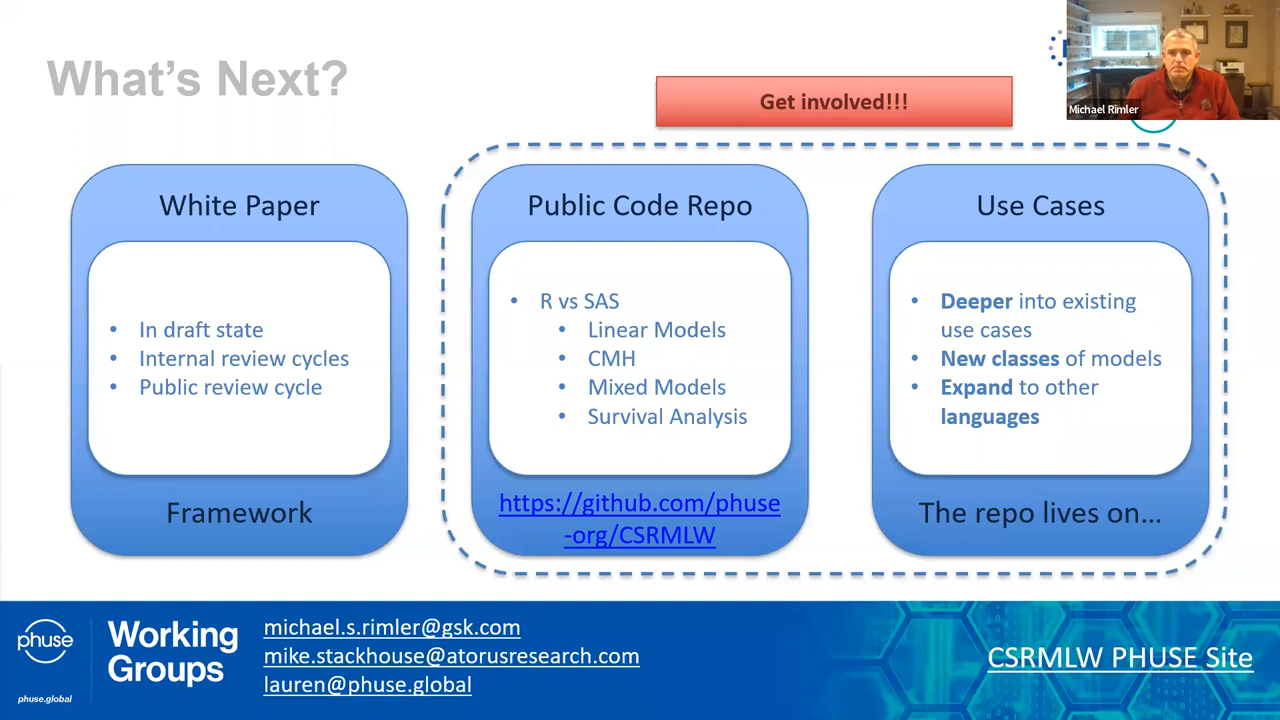 What's Next?
Get involved!!!
Michael Rimler
White Paper
• In draft state
• Internal review cycles
• Public review cycle
Framework
Public Code Repo
• R vs SAS
• Linear Models
• CMH
• Mixed Models
• Survival Analysis
https://github.com/phuse
-org/CSRMLW
Use Cases
• Deeper into existing
use cases
• New classes of models
• Expand to other
languages
The repo lives on...
phuse
phuse.global
Working
Groups
michael.s.rimler@gsk.com
mike.stackhouse@atorusresearch.com
lauren@phuse.global
CSRMLW PHUSE Site